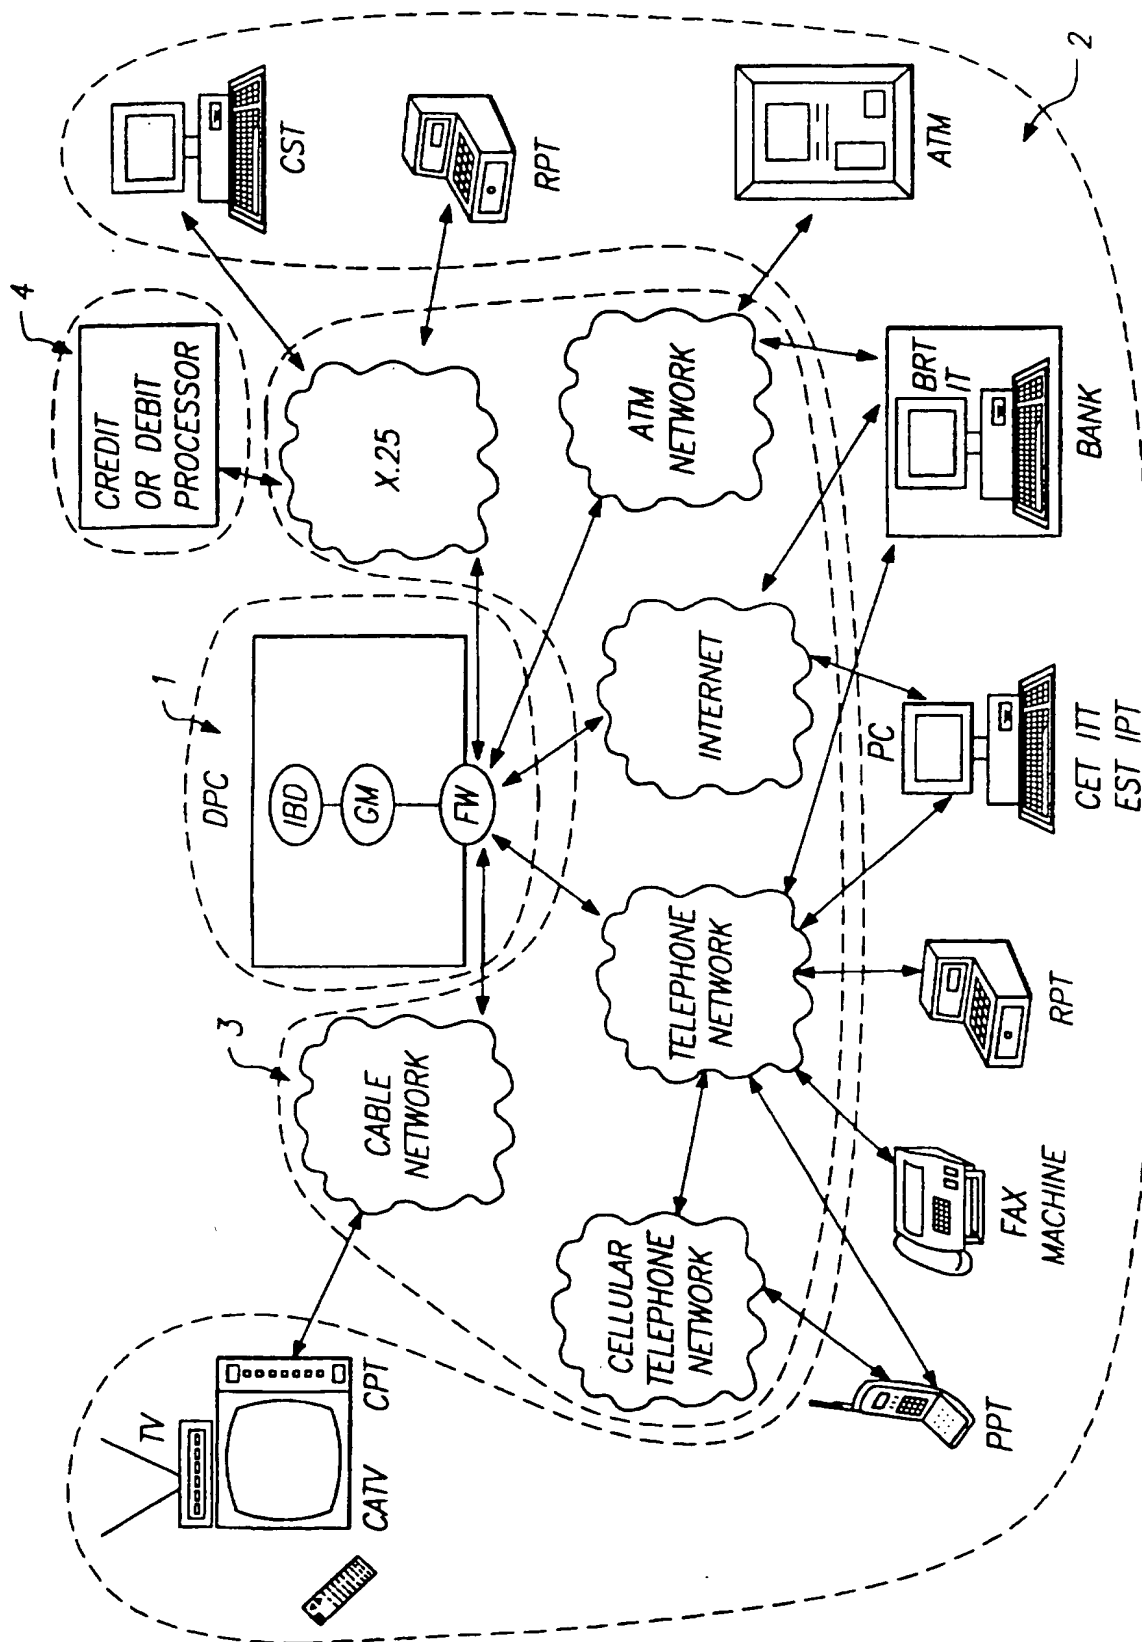 4
CREDIT
OR DEBIT
PROCESSOR
CST
RPT
2
ATM
1
DPC
IBD
GM
FW
X.25
ATM
NETWORK
BRT
IT
BANK
3
CABLE
NETWORK
TELEPHONE
NETWORK
INTERNET
PC
CET ITT
EST IPT
TV
CATV
CPT
CELLULAR
TELEPHONE
NETWORK
PPT
FAX
MACHINE
RPT